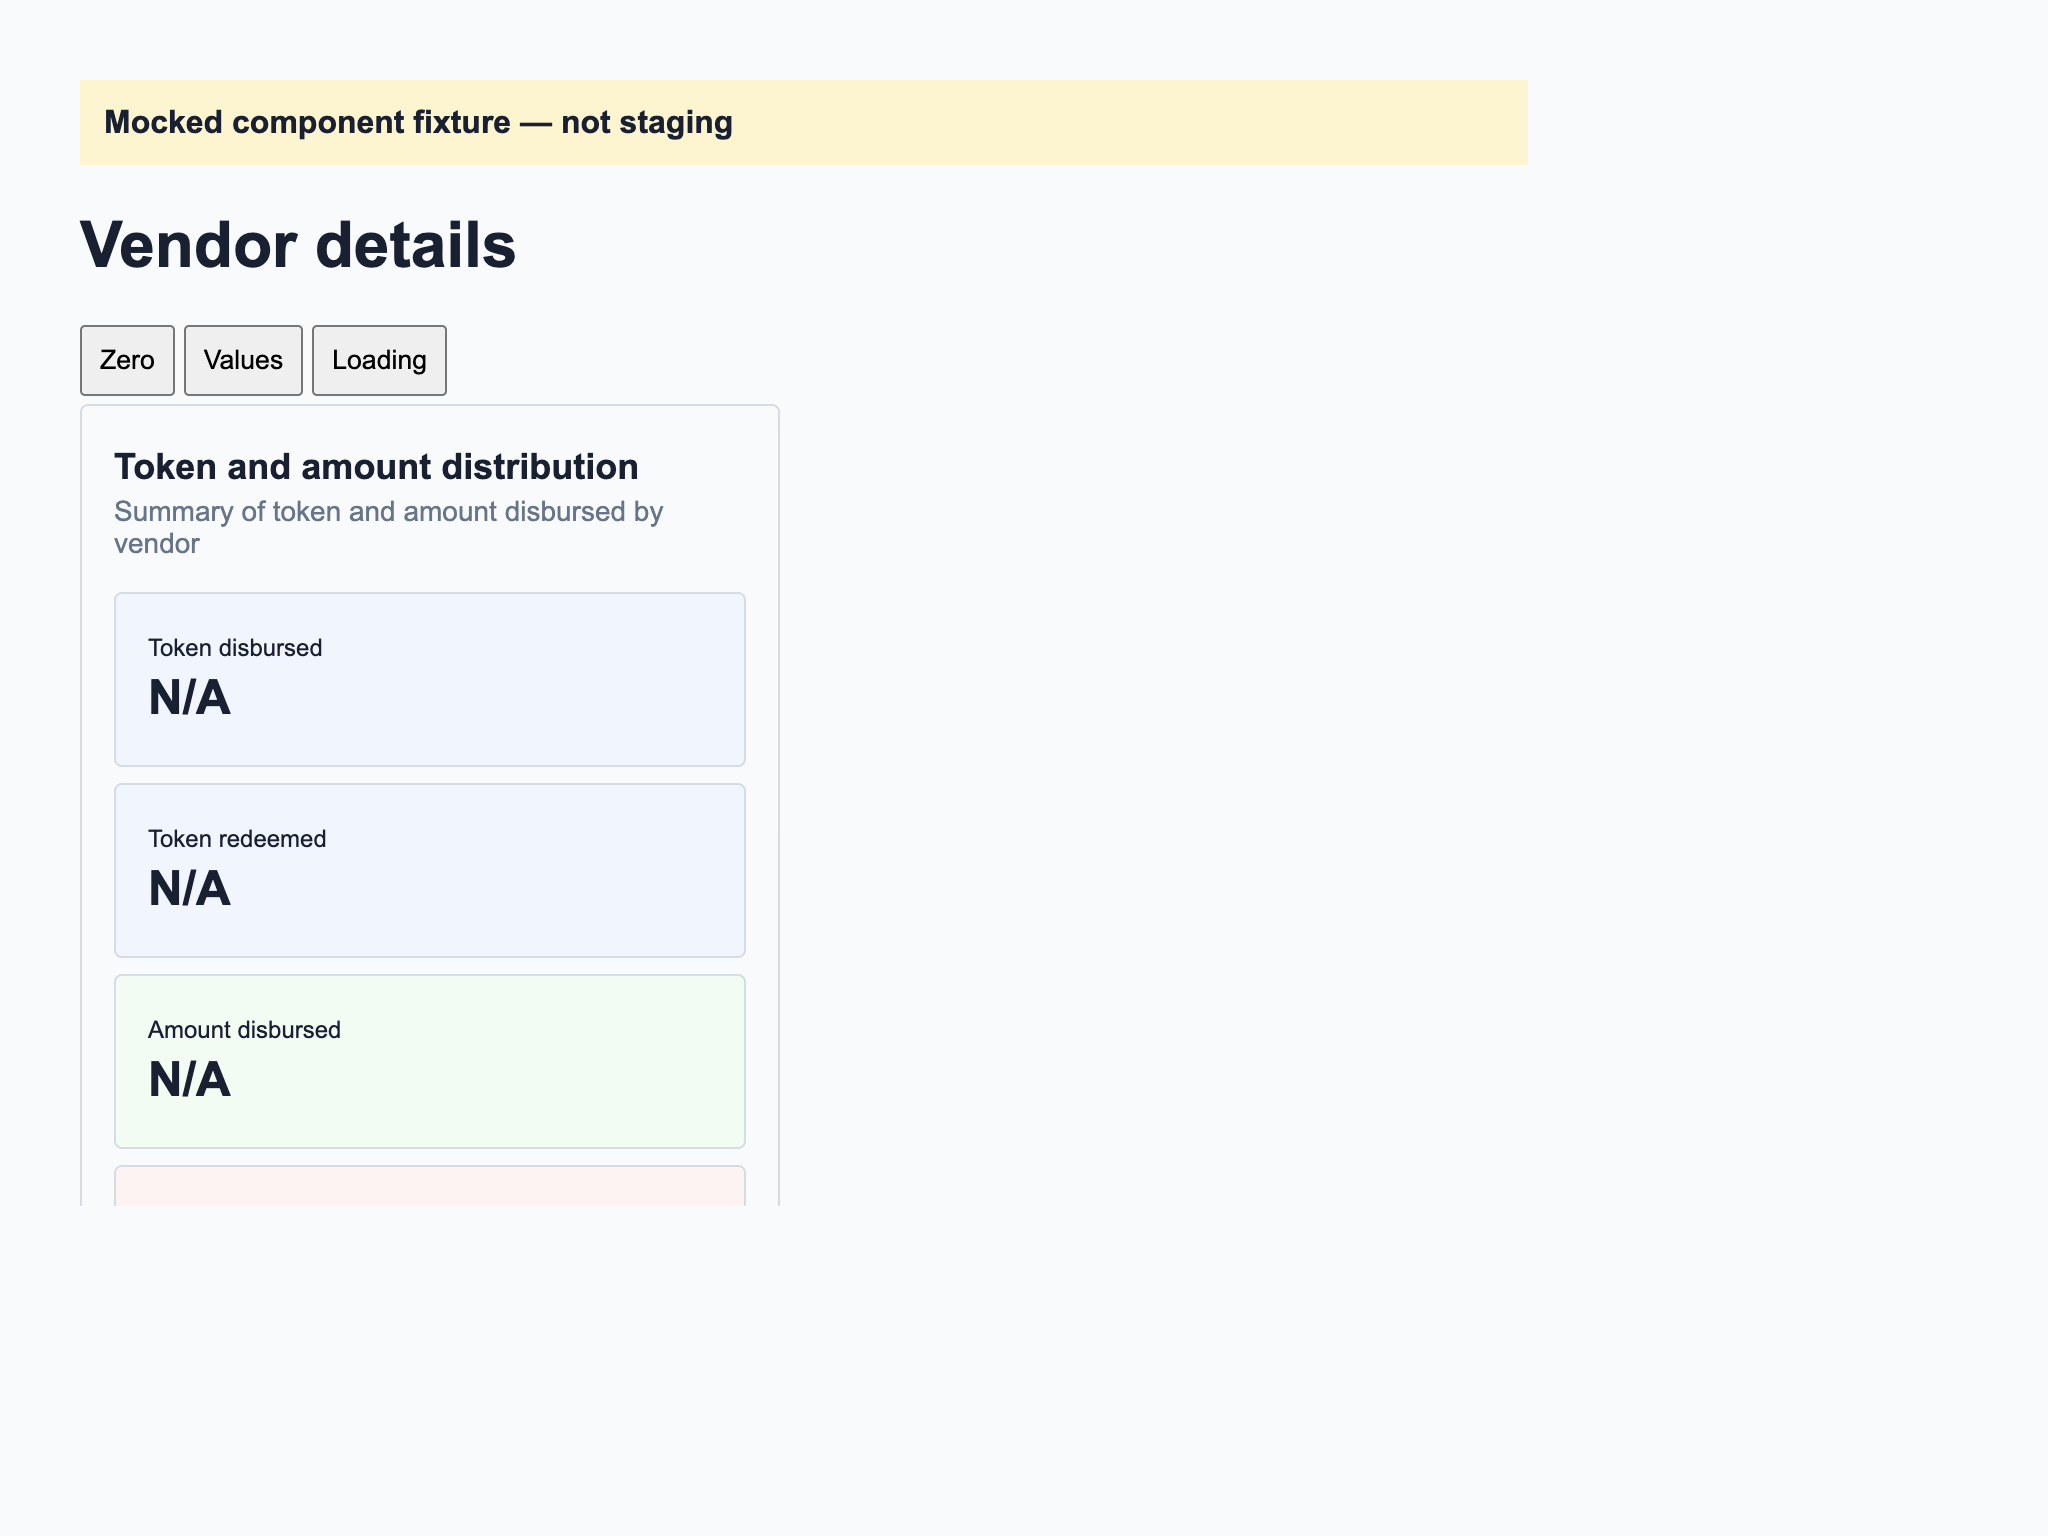 Mocked component fixture — not staging
Vendor details
Zero Values Loading
Token and amount distribution
Summary of token and amount disbursed by
vendor
Token disbursed
N/A
Token redeemed
N/A
Amount disbursed
N/A